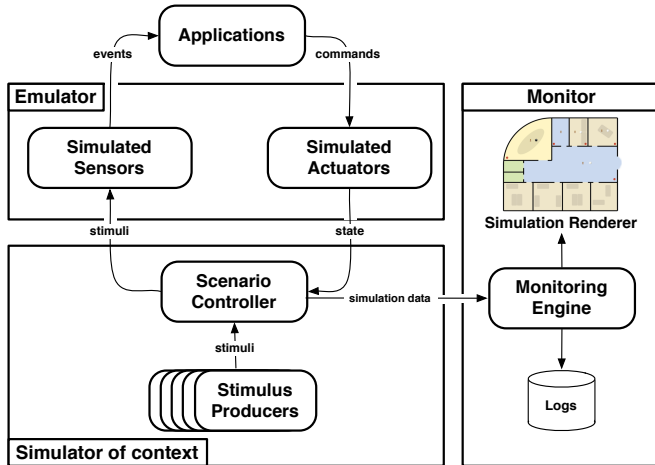 Applications
events
commands
Emulator
Monitor
Simulated
Sensors
Simulated
Actuators
Simulation Renderer
stimuli
state
Scenario
Controller
simulation data
Monitoring
Engine
stimuli
Stimulus
Producers
Logs
Simulator of context